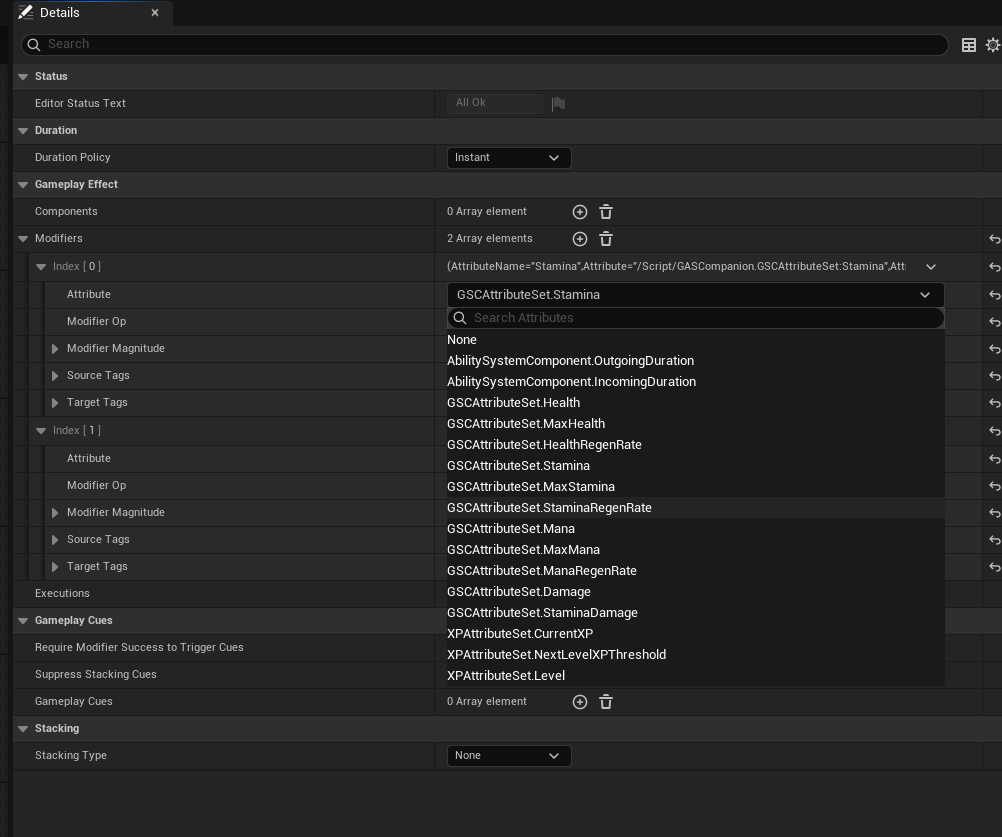 Details
Search
Status
Editor Status Text All Ok
Duration
Duration Policy Instant
Gameplay Effect
Components 0 Array element
Modifiers 2 Array elements
Index [ 0 ] (AttributeName="Stamina",Attribute="/Script/GASCompanion.GSCAttributeSet:Stamina",Att
Attribute GSCAttributeSet.Stamina
Search Attributes
Modifier Op
None
Modifier Magnitude
AbilitySystemComponent.OutgoingDuration
Source Tags
AbilitySystemComponent.IncomingDuration
Target Tags
GSCAttributeSet.Health
GSCAttributeSet.MaxHealth
Index [ 1 ]
GSCAttributeSet.HealthRegenRate
Attribute
GSCAttributeSet.Stamina
Modifier Op
GSCAttributeSet.MaxStamina
GSCAttributeSet.StaminaRegenRate
Modifier Magnitude
GSCAttributeSet.Mana
Source Tags
GSCAttributeSet.MaxMana
Target Tags
GSCAttributeSet.ManaRegenRate
Executions
GSCAttributeSet.Damage
GSCAttributeSet.StaminaDamage
Gameplay Cues
XPAttributeSet.CurrentXP
Require Modifier Success to Trigger Cues
XPAttributeSet.NextLevelXPThreshold
Suppress Stacking Cues
XPAttributeSet.Level
Gameplay Cues 0 Array element
Stacking
Stacking Type None